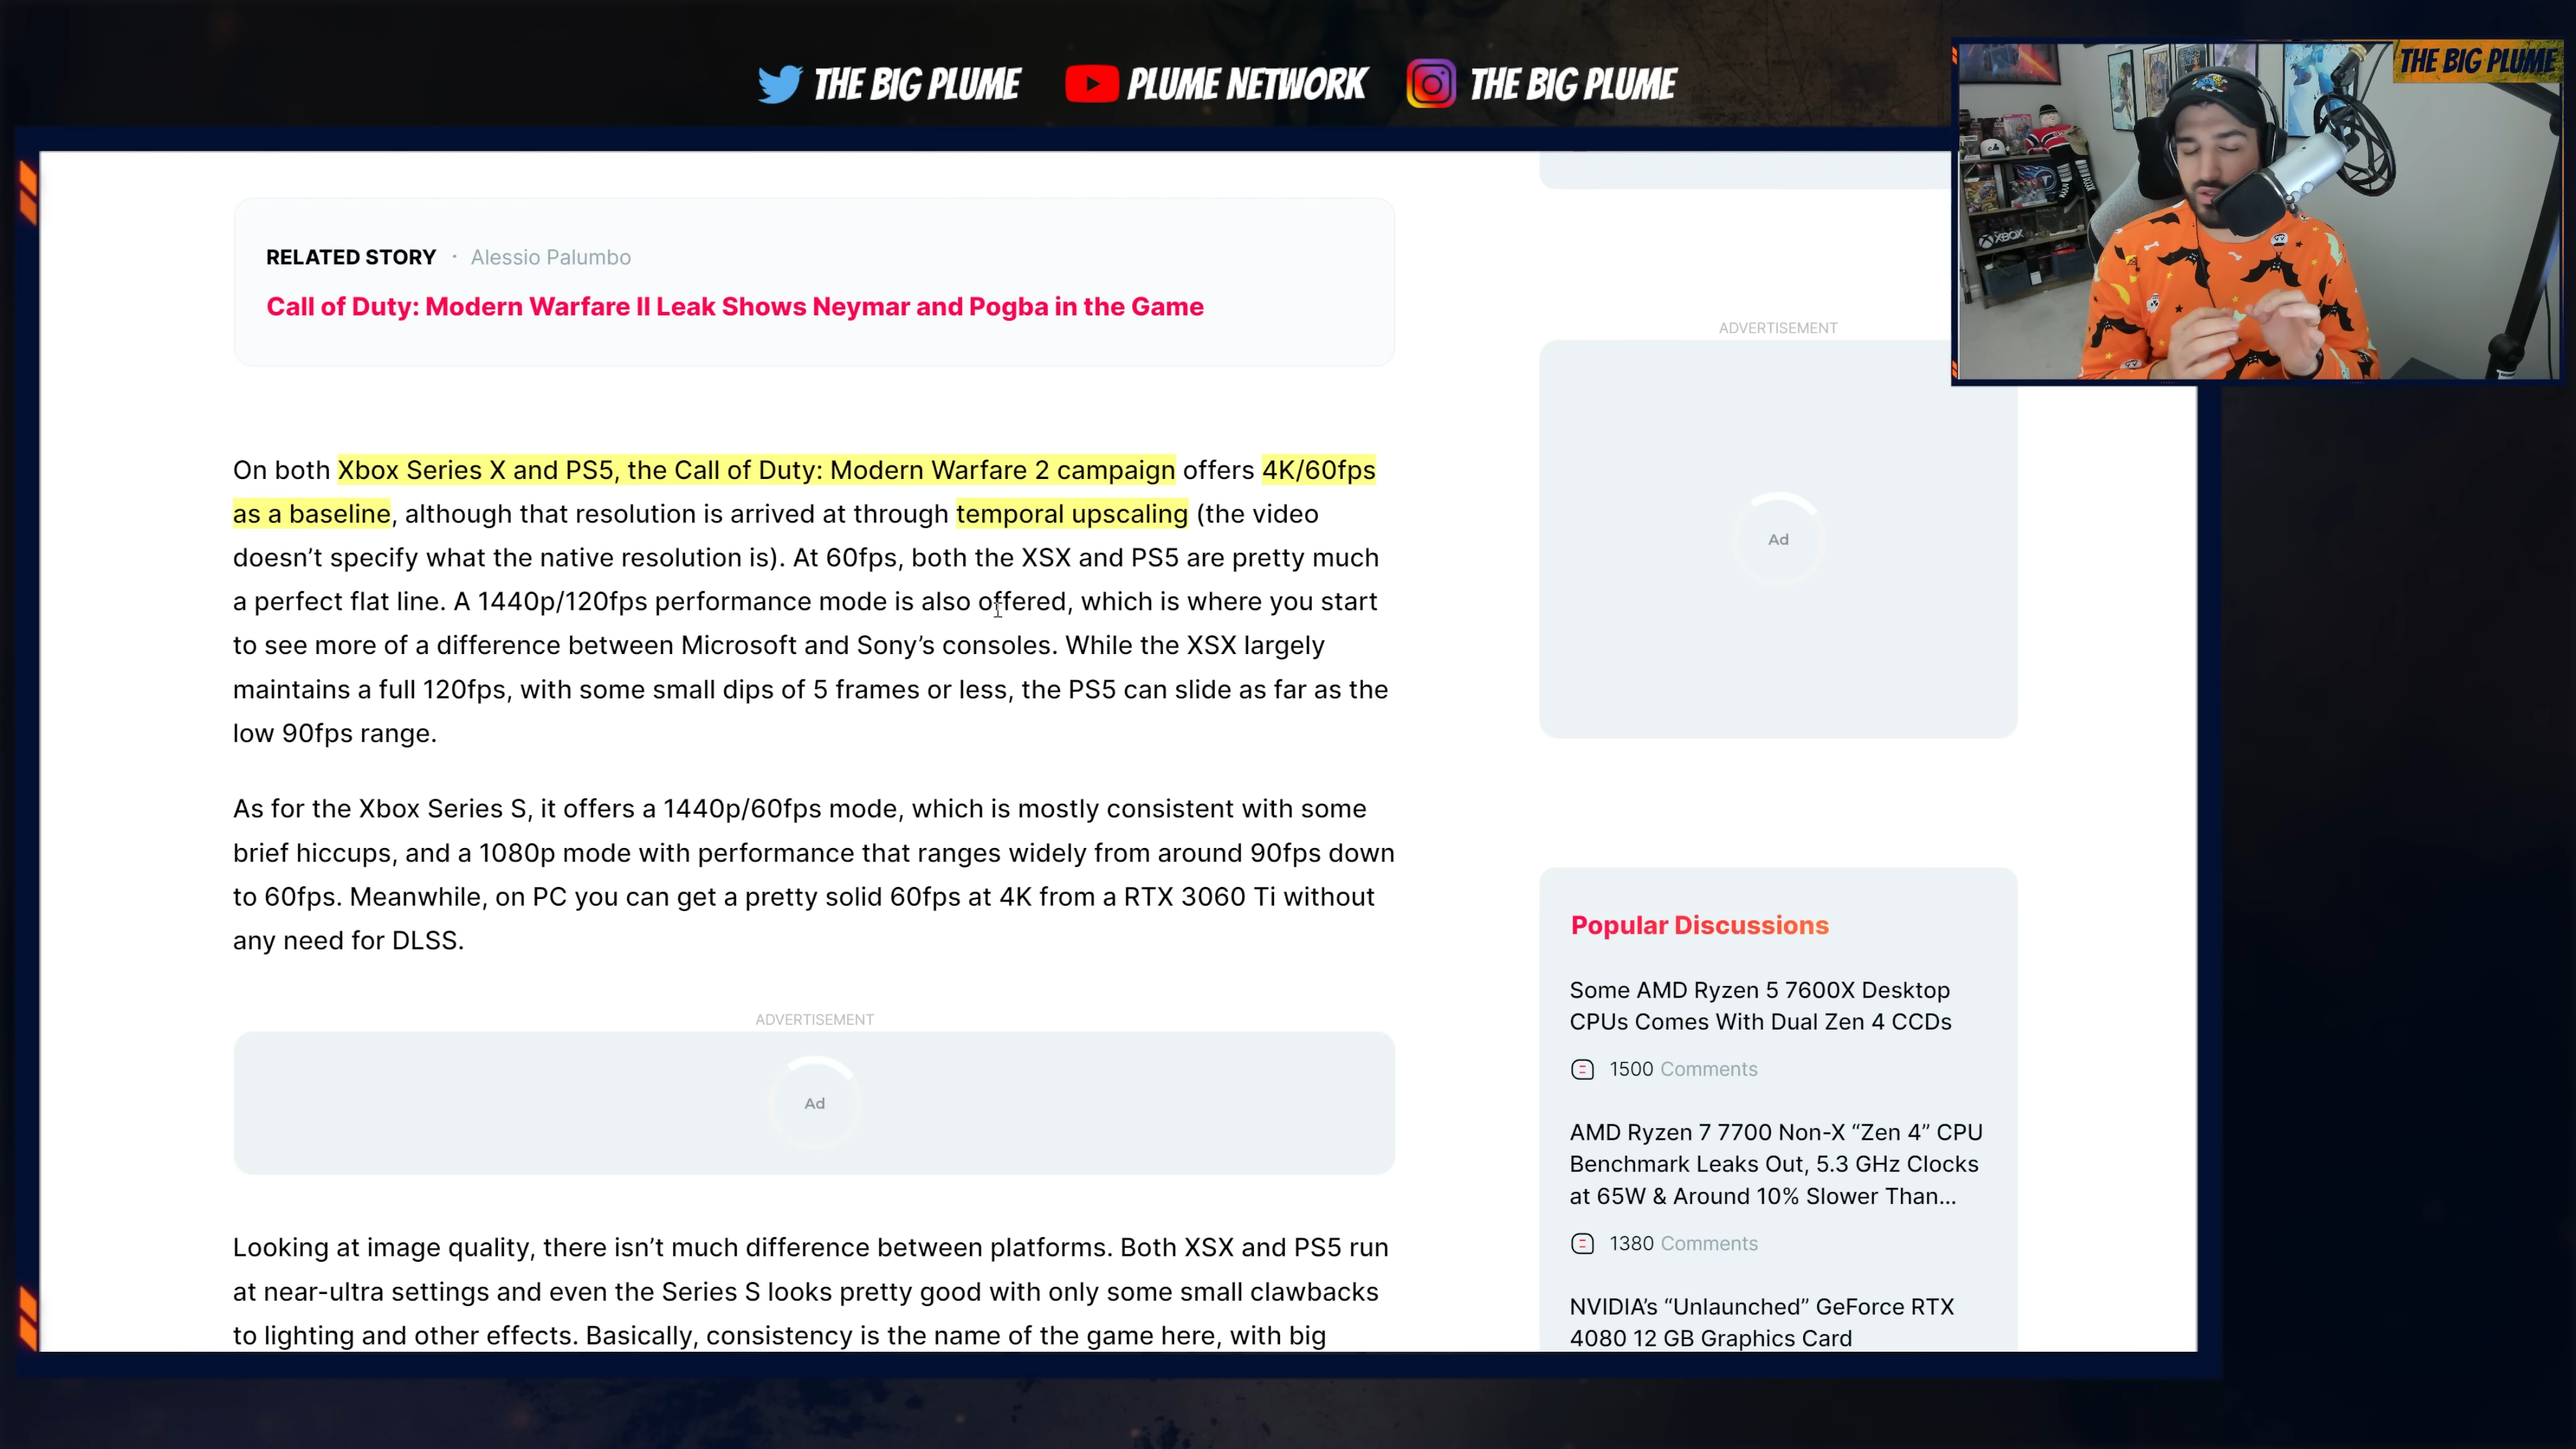 THE BIG PLUME
PLUME NETWORK
THE BIG PLUME
THE BIG PLUME
XBOX
RELATED STORY · Alessio Palumbo
Call of Duty: Modern Warfare II Leak Shows Neymar and Pogba in the Game
On both Xbox Series X and PS5, the Call of Duty: Modern Warfare 2 campaign offers 4K/60fps
as a baseline, although that resolution is arrived at through temporal upscaling (the video
doesn’t specify what the native resolution is). At 60fps, both the XSX and PS5 are pretty much
a perfect flat line. A 1440p/120fps performance mode is also offered, which is where you start
to see more of a difference between Microsoft and Sony’s consoles. While the XSX largely
maintains a full 120fps, with some small dips of 5 frames or less, the PS5 can slide as far as the
low 90fps range.
As for the Xbox Series S, it offers a 1440p/60fps mode, which is mostly consistent with some
brief hiccups, and a 1080p mode with performance that ranges widely from around 90fps down
to 60fps. Meanwhile, on PC you can get a pretty solid 60fps at 4K from a RTX 3060 Ti without
any need for DLSS.
ADVERTISEMENT
Ad
Looking at image quality, there isn’t much difference between platforms. Both XSX and PS5 run
at near-ultra settings and even the Series S looks pretty good with only some small clawbacks
to lighting and other effects. Basically, consistency is the name of the game here, with big
ADVERTISEMENT
Ad
Popular Discussions
Some AMD Ryzen 5 7600X Desktop
CPUs Comes With Dual Zen 4 CCDs
1500 Comments
AMD Ryzen 7 7700 Non-X “Zen 4” CPU
Benchmark Leaks Out, 5.3 GHz Clocks
at 65W & Around 10% Slower Than...
1380 Comments
NVIDIA’s “Unlaunched” GeForce RTX
4080 12 GB Graphics Card